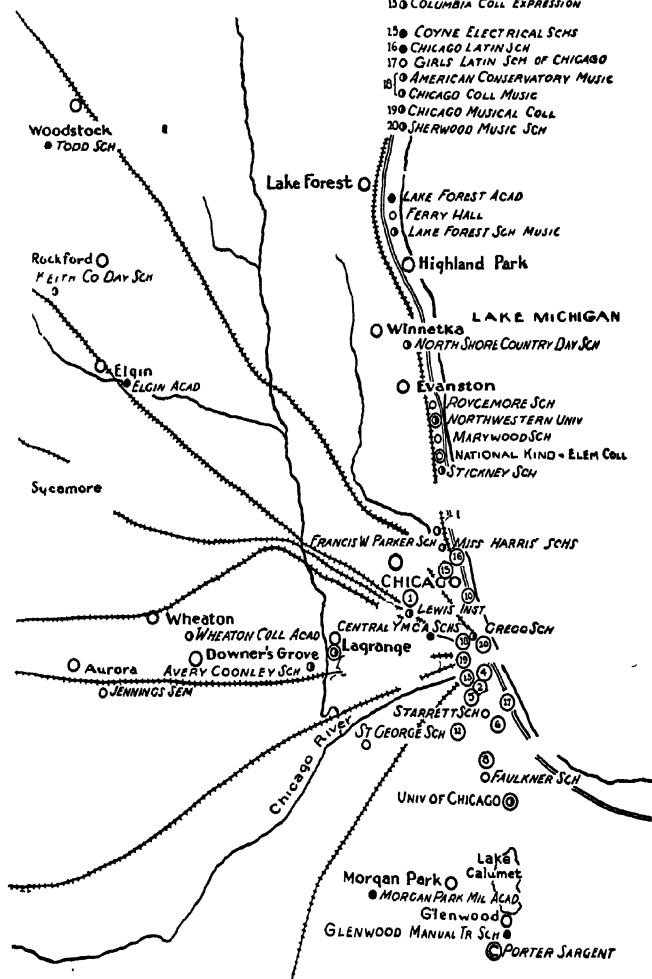 13 COLUMBIA COLL EXPRESSION
15 COYNE ELECTRICAL SCHS
16 CHICAGO LATIN SCH
17 GIRLS LATIN SCH OF CHICAGO
18 AMERICAN CONSERVATORY MUSIC
CHICAGO COLL MUSIC
19 CHICAGO MUSICAL COLL
20 SHERWOOD MUSIC SCH
Woodstock
TODD SCH
Lake Forest
LAKE FOREST ACAD
FERRY HALL
LAKE FOREST SCH MUSIC
Rockford
KEITH CO DAY SCH
Highland Park
LAKE MICHIGAN
Winnetka
NORTH SHORE COUNTRY DAY SCH
Elgin
ELGIN ACAD
Evanston
ROYCEMORE SCH
NORTHWESTERN UNIV
MARYWOOD SCH
NATIONAL KIND & ELEM COLL
STICKNEY SCH
Sycamore
FRANCIS W PARKER SCH
MISS HARRIS' SCHS
16
15
CHICAGO
1
10
LEWIS INST
Wheaton
WHEATON COLL ACAD
CENTRAL YMCA SCHS
GREGG SCH
18
20
Lagrange
Downer's Grove
19
Aurora
AVERY COONLEY SCH
13
4
2
5
17
JENNINGS SEM
STARRETT SCH
6
Chicago River
ST GEORGE SCH
12
8
FAULKNER SCH
UNIV OF CHICAGO
Lake
Calumet
Morgan Park
MORGAN PARK MIL ACAD
Glenwood
GLENWOOD MANUAL TR SCH
© PORTER SARGENT